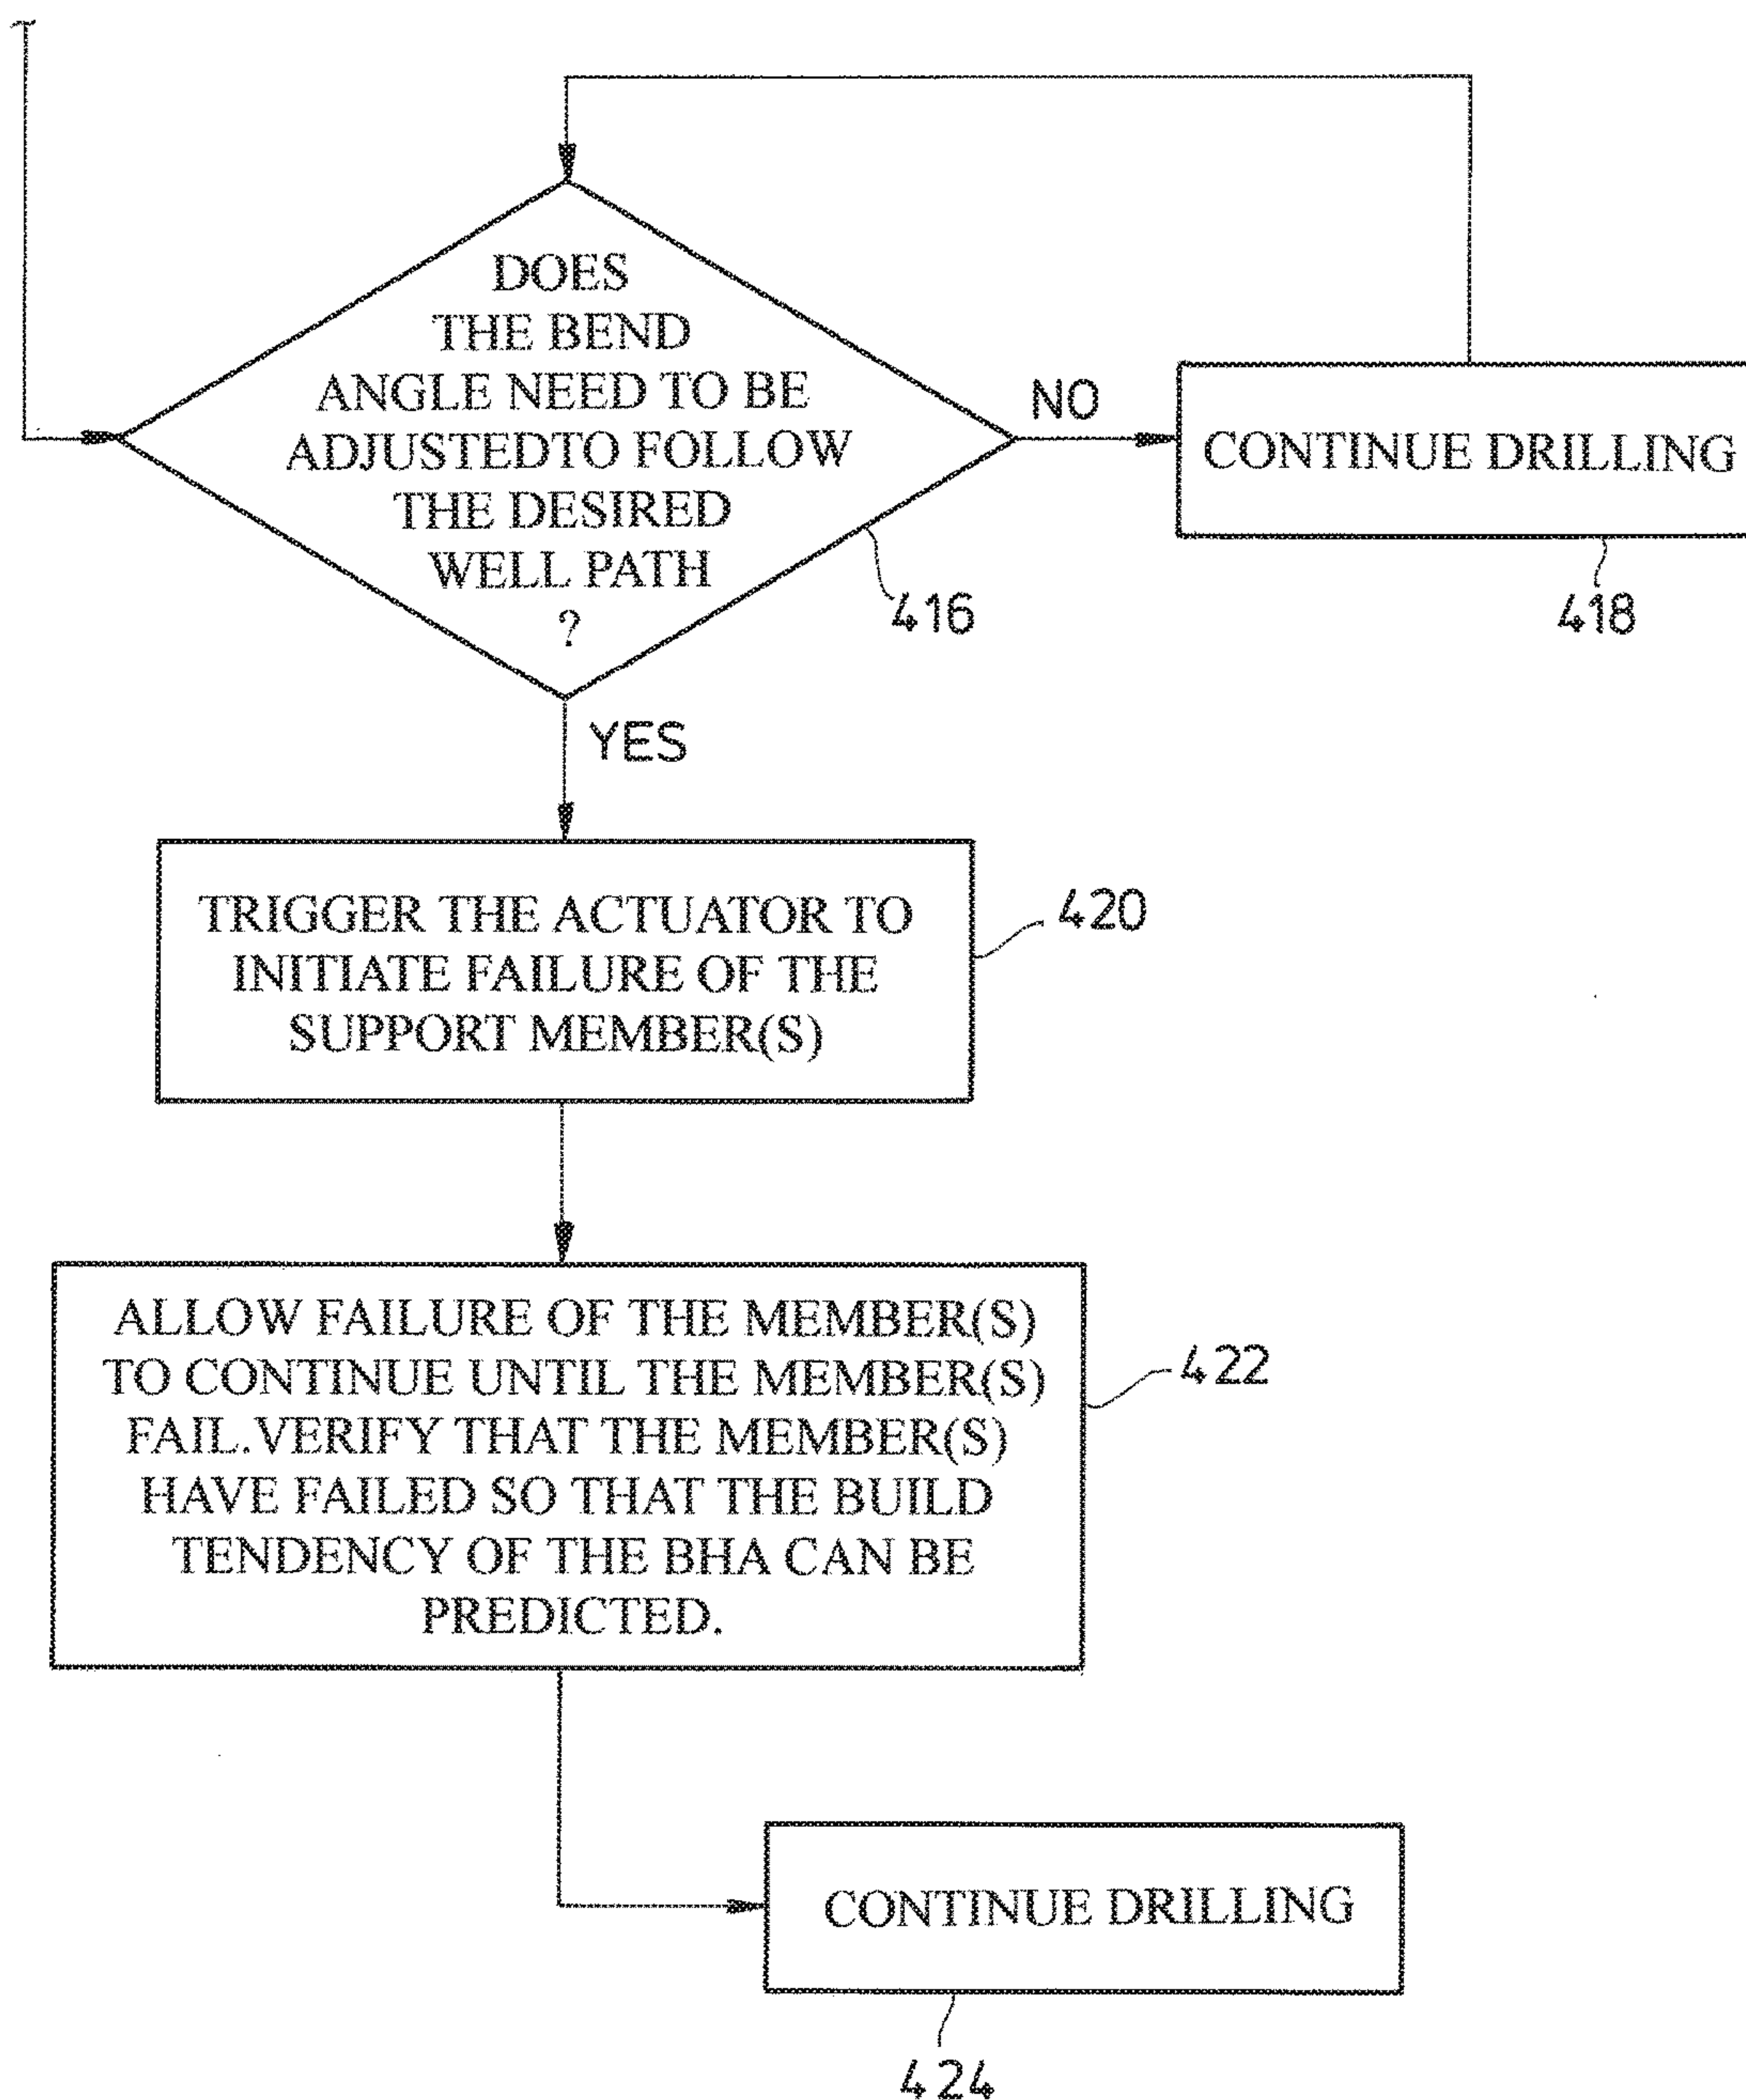 DOES
THE BEND
ANGLE NEED TO BE
ADJUSTEDTO FOLLOW
THE DESIRED
WELL PATH
?
416
NO
CONTINUE DRILLING
418
YES
TRIGGER THE ACTUATOR TO
INITIATE FAILURE OF THE
SUPPORT MEMBER(S)
420
ALLOW FAILURE OF THE MEMBER(S)
TO CONTINUE UNTIL THE MEMBER(S)
FAIL.VERIFY THAT THE MEMBER(S)
HAVE FAILED SO THAT THE BUILD
TENDENCY OF THE BHA CAN BE
PREDICTED.
422
CONTINUE DRILLING
424